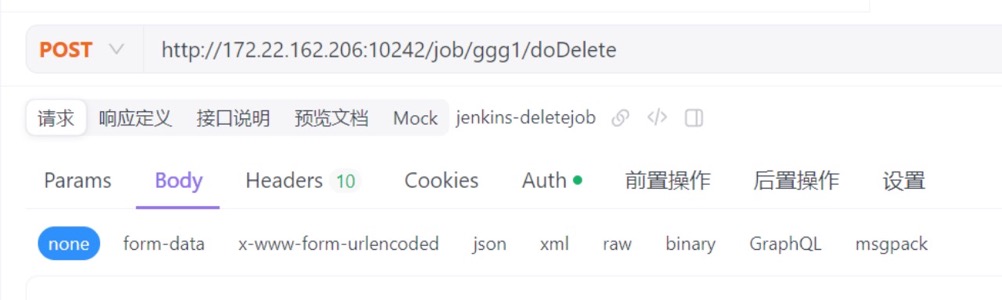 POST http://172.22.162.206:10242/job/ggg1/doDelete
请求 响应定义 接口说明 预览文档 Mock jenkins-deletejob
Params Body Headers 10 Cookies Auth 前置操作 后置操作 设置
none form-data x-www-form-urlencoded json xml raw binary GraphQL msgpack